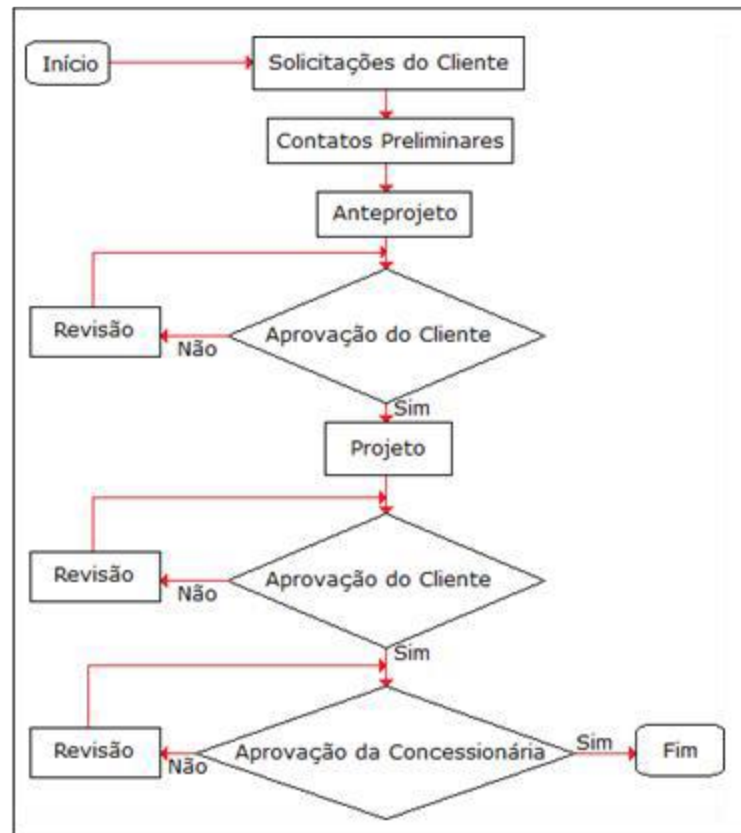 Início
Solicitações do Cliente
Contatos Preliminares
Anteprojeto
Revisão
Não
Aprovação do Cliente
Sim
Projeto
Revisão
Não
Aprovação do Cliente
Sim
Revisão
Não
Aprovação da Concessionária
Sim
Fim